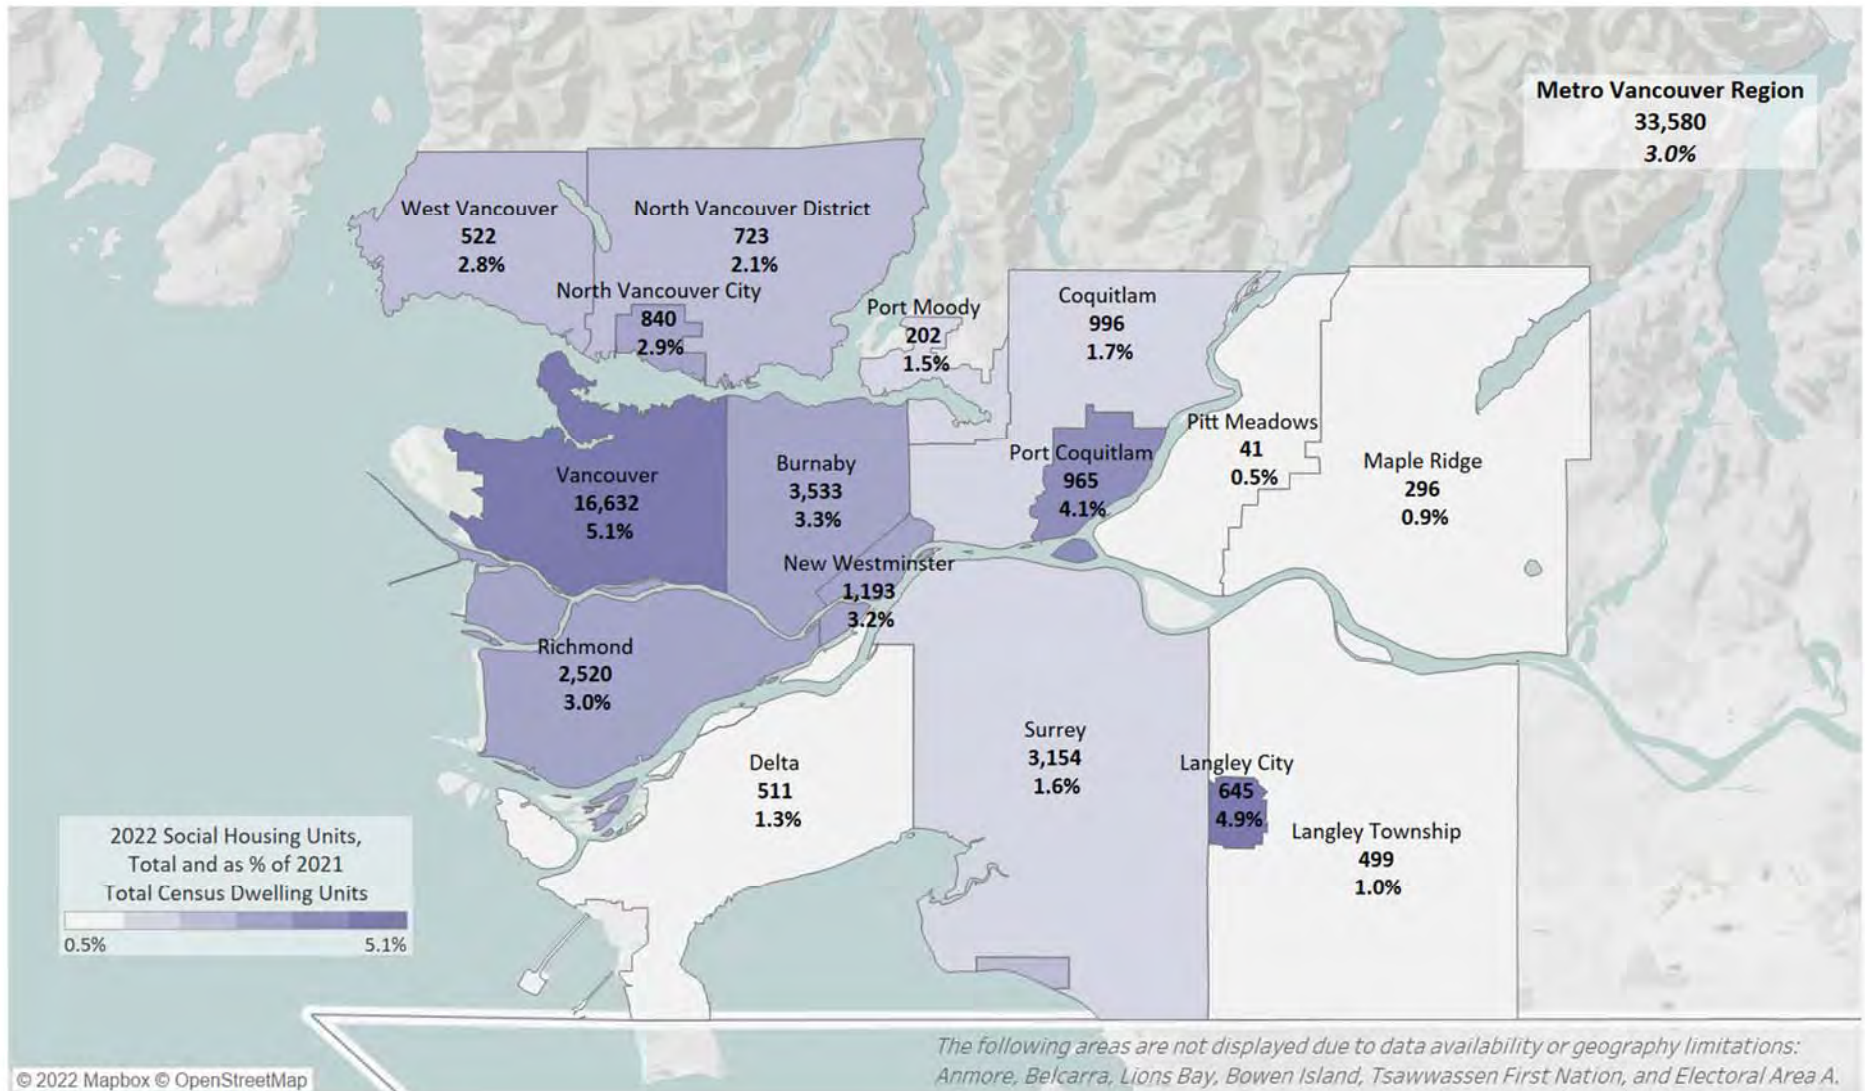 Metro Vancouver Region
33,580
3.0%
West Vancouver
522
2.8%
North Vancouver District
723
2.1%
North Vancouver City
840
2.9%
Port Moody
202
1.5%
Coquitlam
996
1.7%
Pitt Meadows
41
0.5%
Maple Ridge
296
0.9%
Port Coquitlam
965
4.1%
Vancouver
16,632
5.1%
Burnaby
3,533
3.3%
New Westminster
1,193
3.2%
Richmond
2,520
3.0%
Delta
511
1.3%
Surrey
3,154
1.6%
Langley City
645
4.9%
Langley Township
499
1.0%
2022 Social Housing Units,
Total and as % of 2021
Total Census Dwelling Units
0.5% 5.1%
The following areas are not displayed due to data availability or geography limitations:
Anmore, Belcarra, Lions Bay, Bowen Island, Tsawwassen First Nation, and Electoral Area A.
© 2022 Mapbox © OpenStreetMap